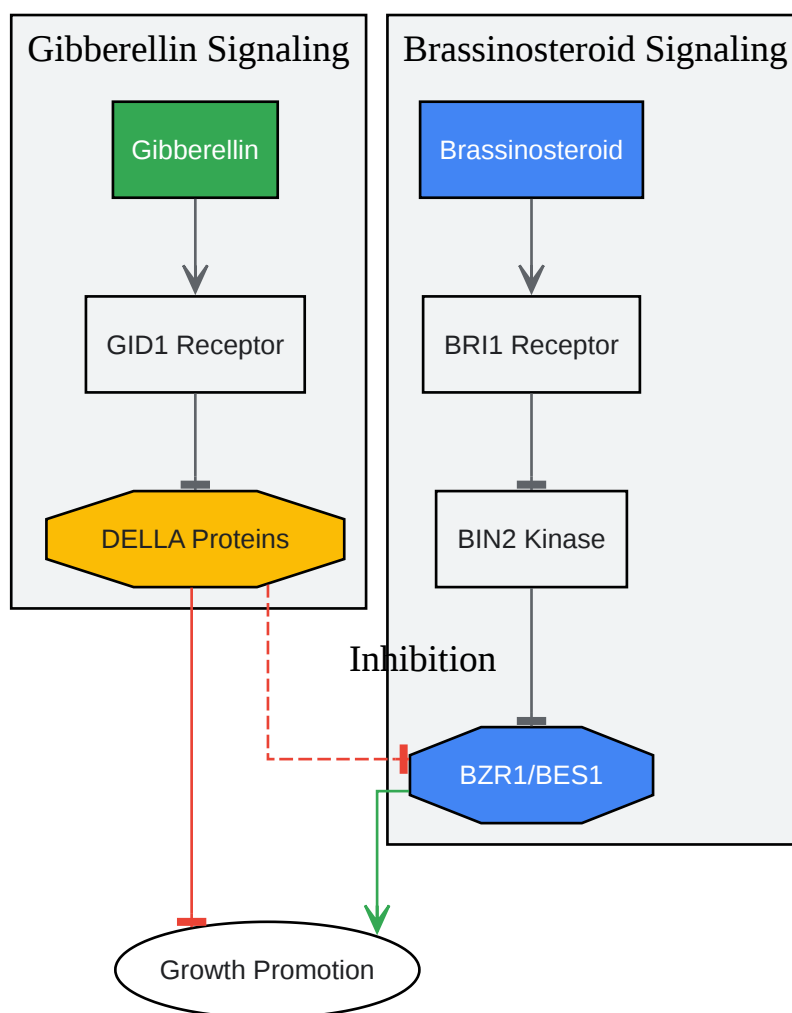 Gibberellin Signaling
Brassinosteroid Signaling
Gibberellin
Brassinosteroid
GID1 Receptor
BRI1 Receptor
DELLA Proteins
BIN2 Kinase
Inhibition
BZR1/BES1
Growth Promotion